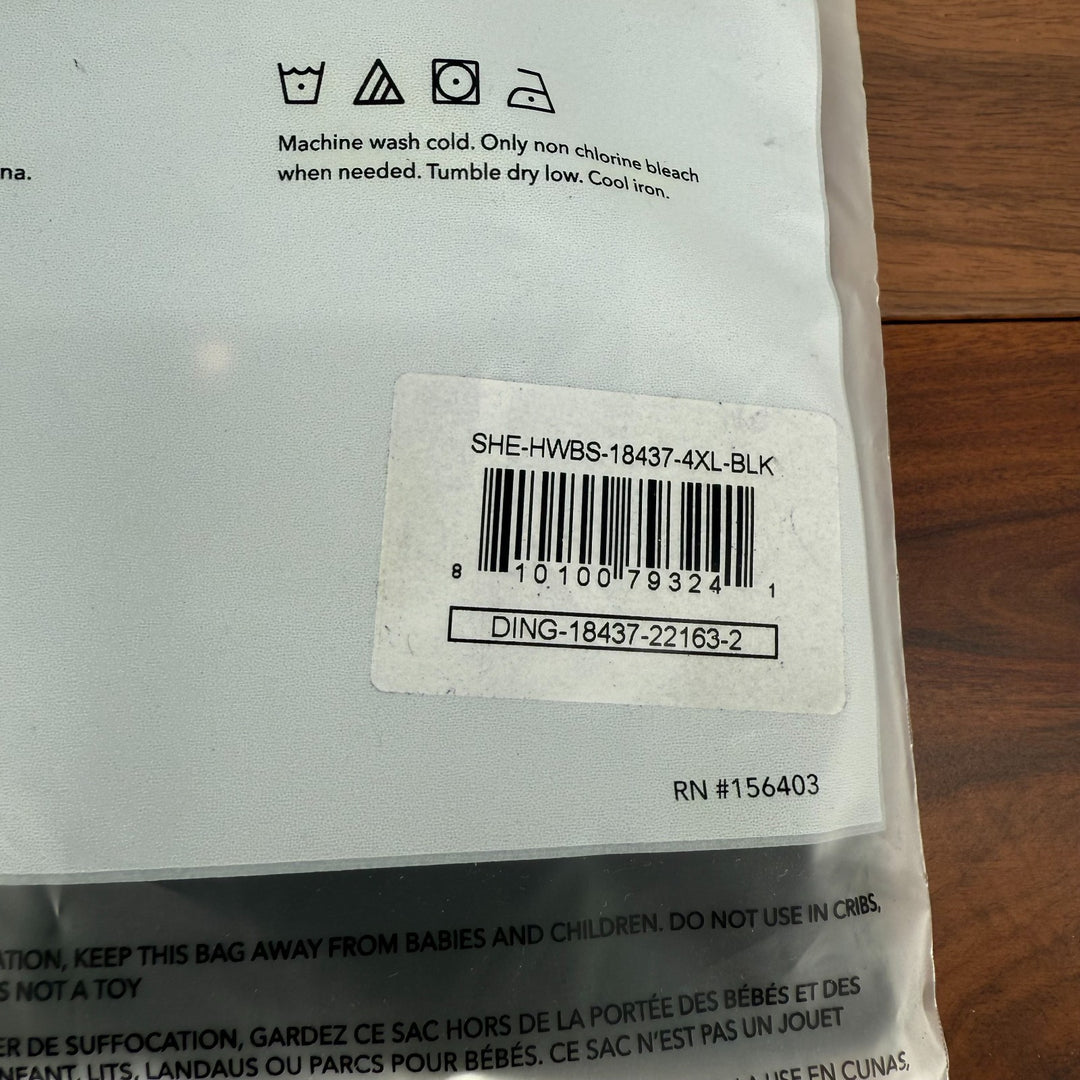 Machine wash cold. Only non chlorine bleach
when needed. Tumble dry low. Cool iron.
na.
SHE-HWBS-18437-4XL-BLK
8 10100 79324 1
DING-18437-22163-2
RN #156403
ATION, KEEP THIS BAG AWAY FROM BABIES AND CHILDREN. DO NOT USE IN CRIBS,
S NOT A TOY
ER DE SUFFOCATION, GARDEZ CE SAC HORS DE LA PORTÉE DES BÉBÉS ET DES
NFANT, LITS, LANDAUS OU PARCS POUR BÉBÉS. CE SAC N'EST PAS UN JOUET
USE EN CUNAS,